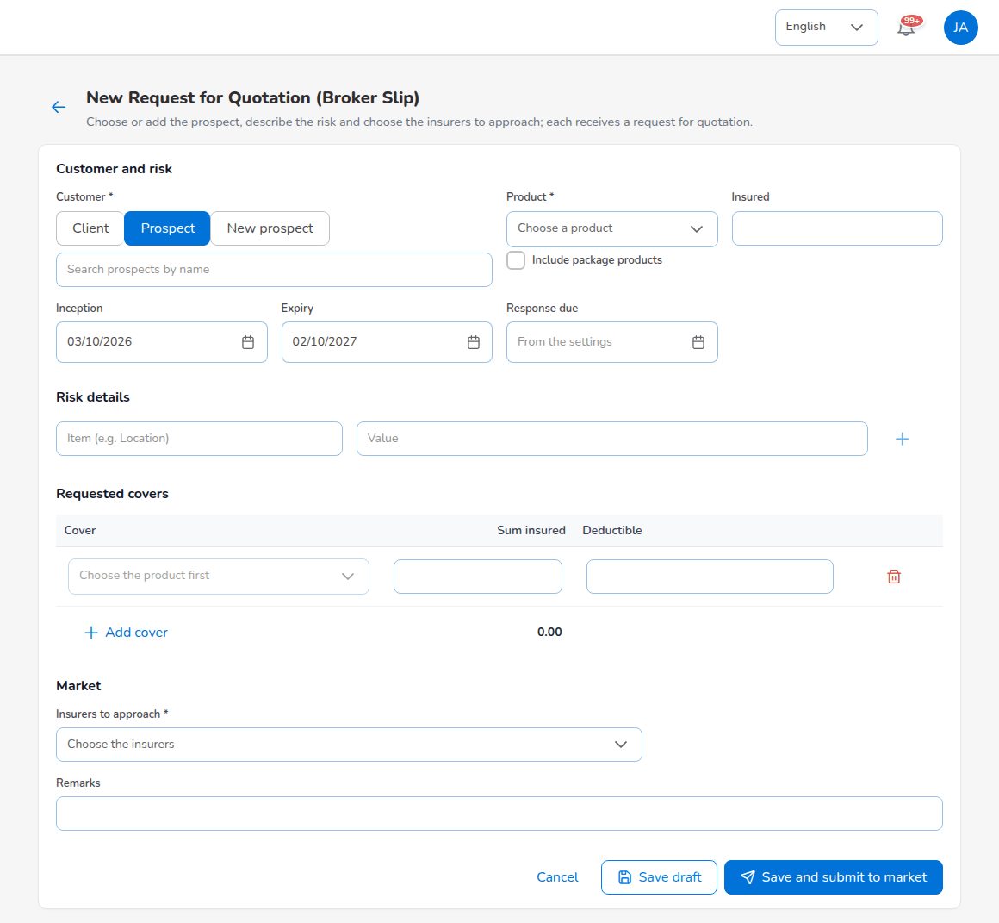 English
99+
JA
New Request for Quotation (Broker Slip)
Choose or add the prospect, describe the risk and choose the insurers to approach; each receives a request for quotation.
Customer and risk
Customer * Product * Insured
Client Prospect New prospect Choose a product
Search prospects by name Include package products
Inception Expiry Response due
03/10/2026 02/10/2027 From the settings
Risk details
Item (e.g. Location) Value
Requested covers
Cover Sum insured Deductible
Choose the product first
Add cover 0.00
Market
Insurers to approach *
Choose the insurers
Remarks
Cancel Save draft Save and submit to market